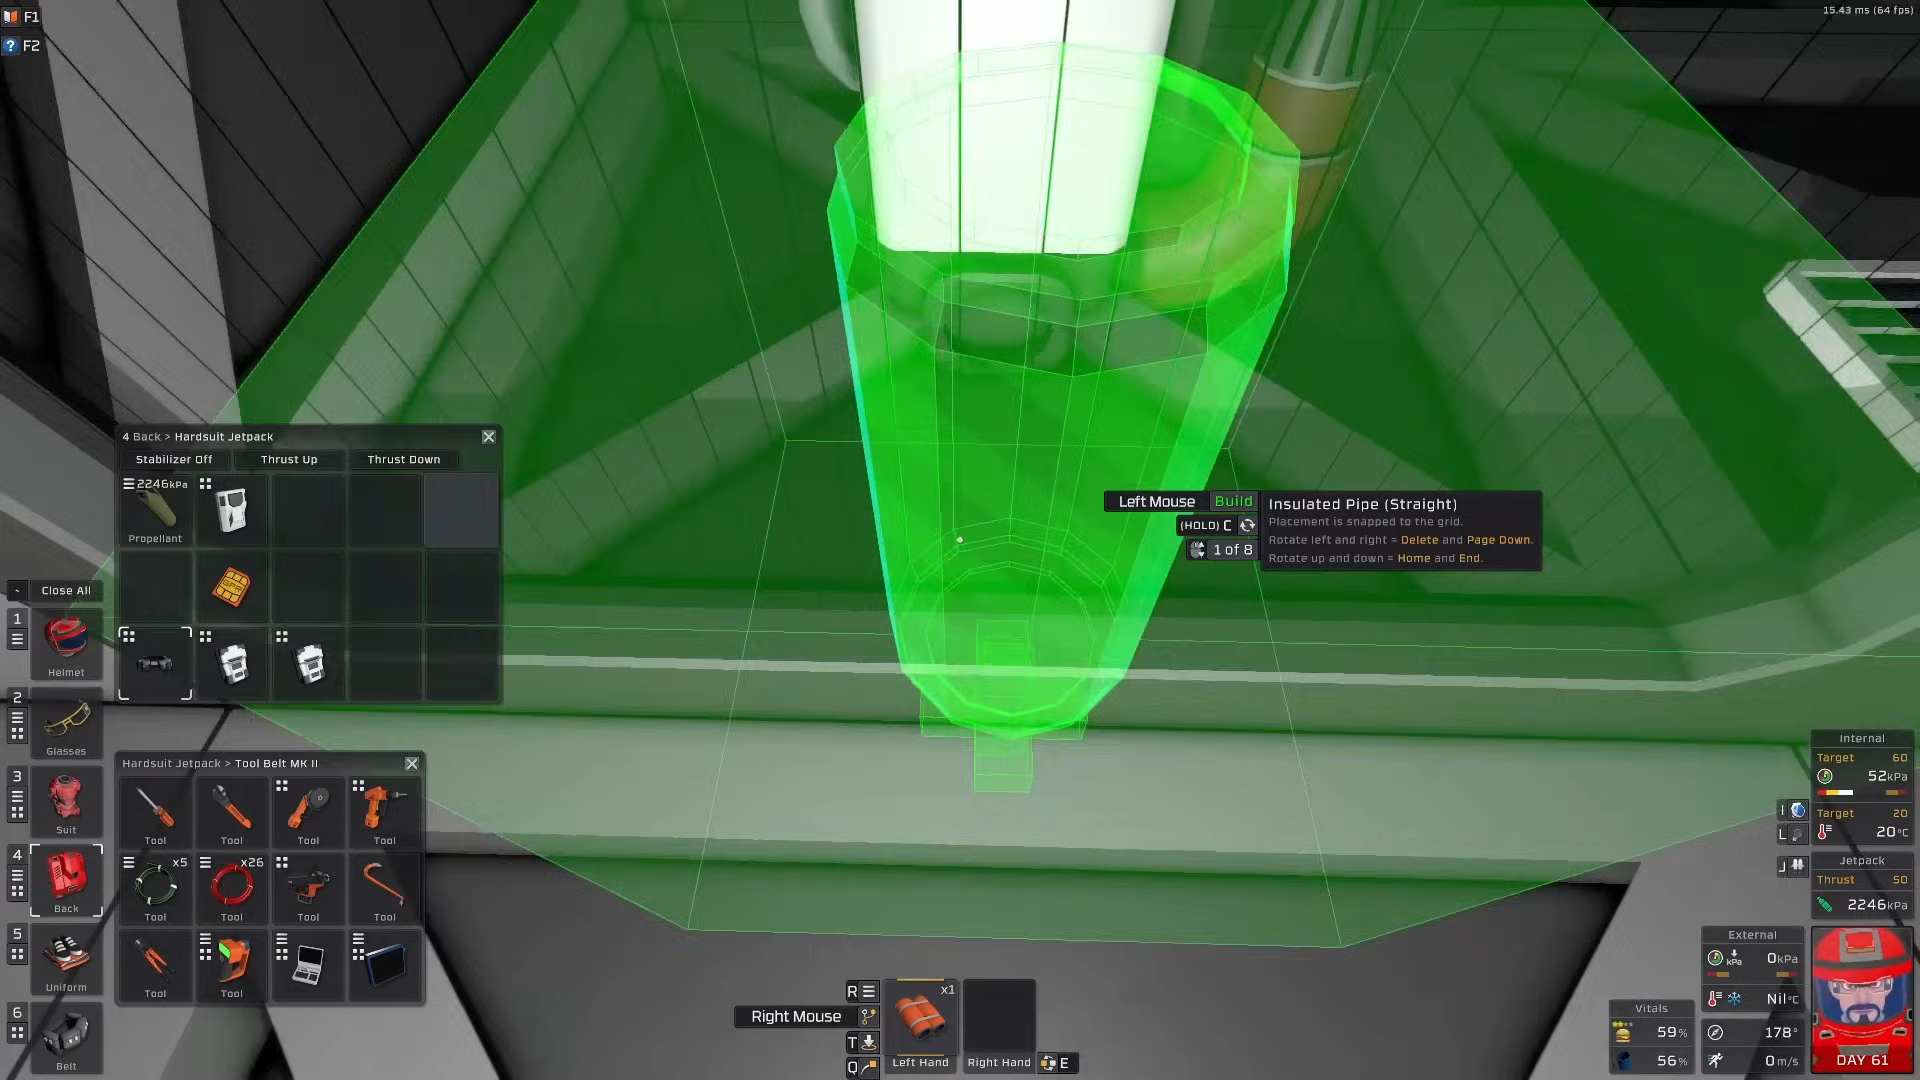 F1
F2
15.43 ms (64 fps)
4 Back > Hardsuit Jetpack
Stabilizer Off
Thrust Up
Thrust Down
2246kPa
Propellant
Left Mouse
Build
(HOLD) C
1 of 8
Insulated Pipe (Straight)
Placement is snapped to the grid.
Rotate left and right = Delete and Page Down.
Rotate up and down = Home and End.
Close All
1
Helmet
2
Glasses
3
Suit
4
Back
5
Uniform
6
Belt
Hardsuit Jetpack > Tool Belt MK II
Tool
Tool
Tool
Tool
x5
x26
Tool
Tool
Tool
Tool
Tool
Tool
R
Right Mouse
T
Q
x1
Left Hand
Right Hand
E
Internal
Target 60
52kPa
Target 20
20°C
I
L
J
Jetpack
Thrust 50
2246kPa
External
kPa
0kPa
Nil°C
Vitals
59%
56%
178°
0m/s
DAY 61